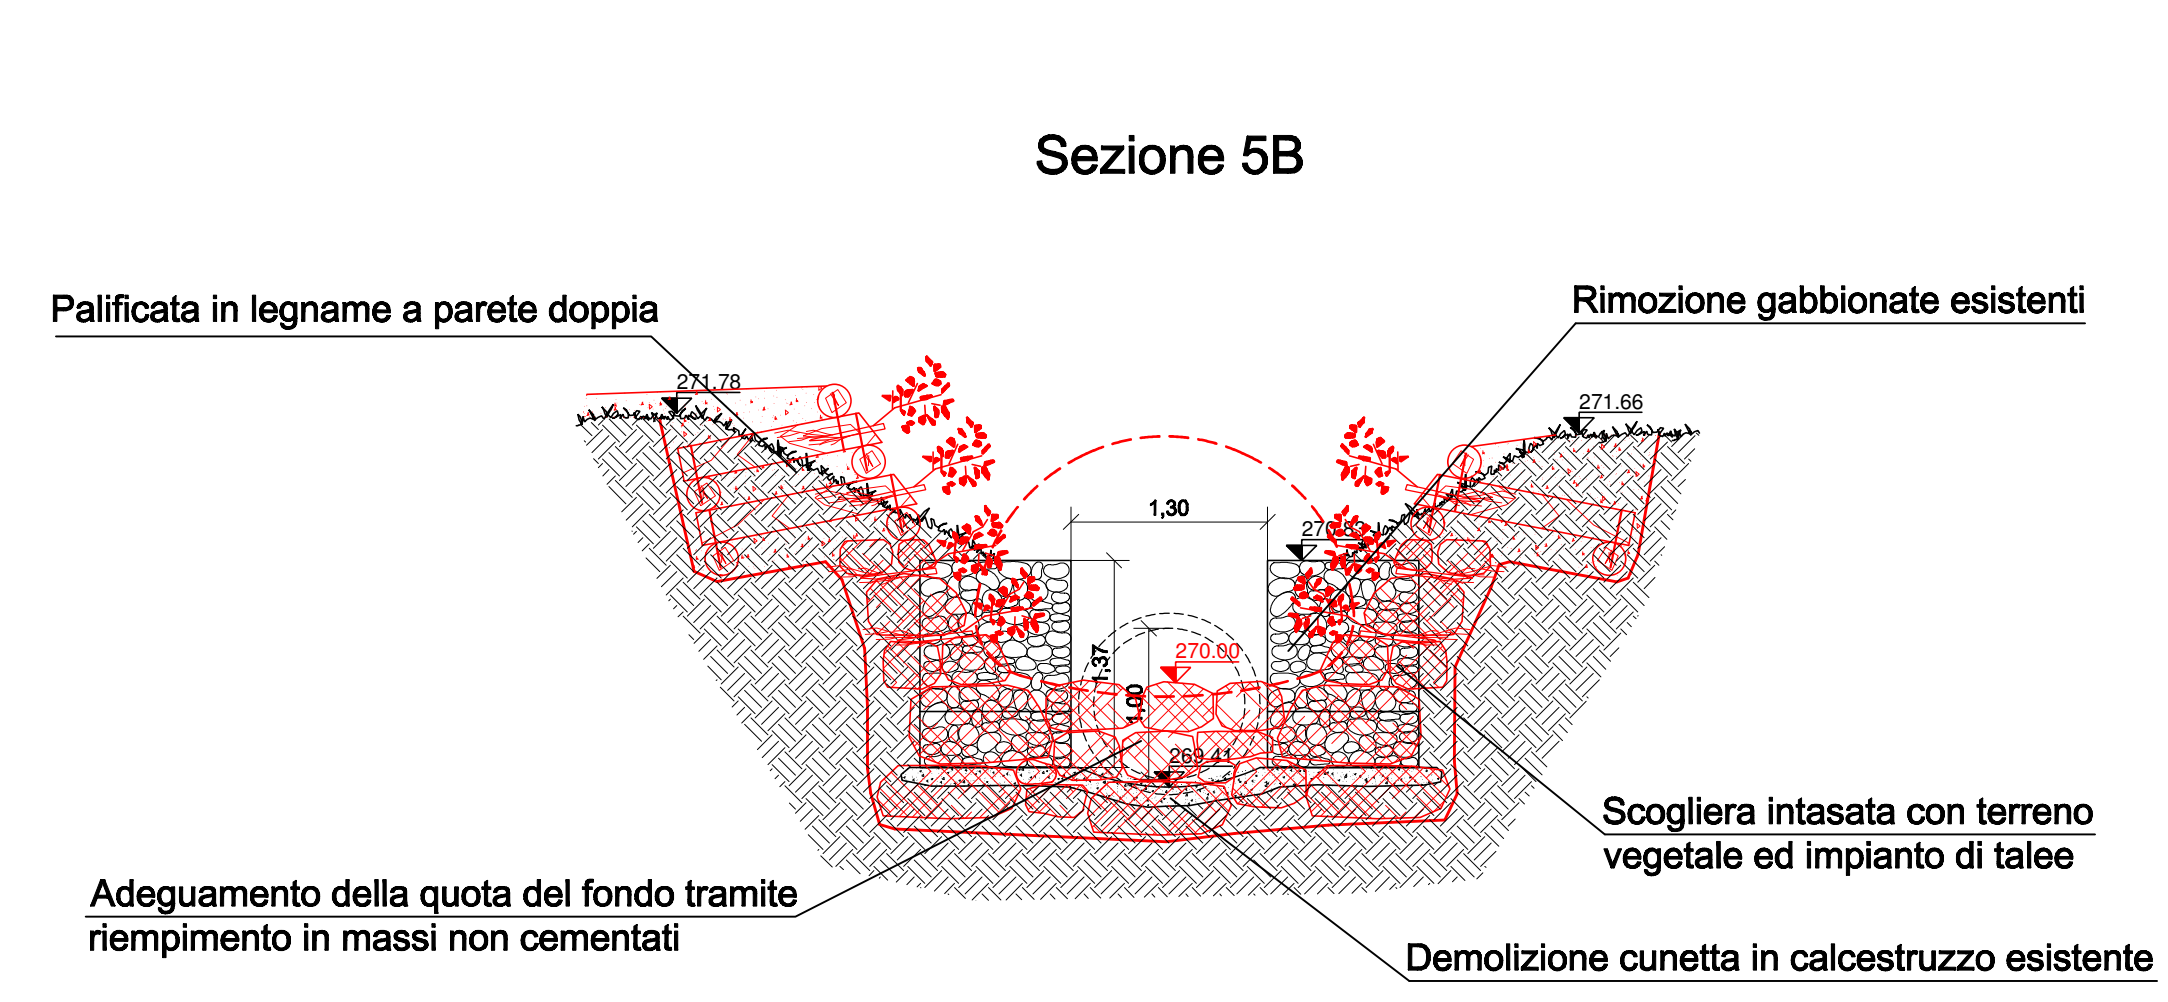 Sezione 5B
Palificata in legname a parete doppia
Rimozione gabbionate esistenti
271.78
271.66
1,30
270.83
1,37
1,00
270.00
269.41
Scogliera intasata con terreno
vegetale ed impianto di talee
Adeguamento della quota del fondo tramite
riempimento in massi non cementati
Demolizione cunetta in calcestruzzo esistente